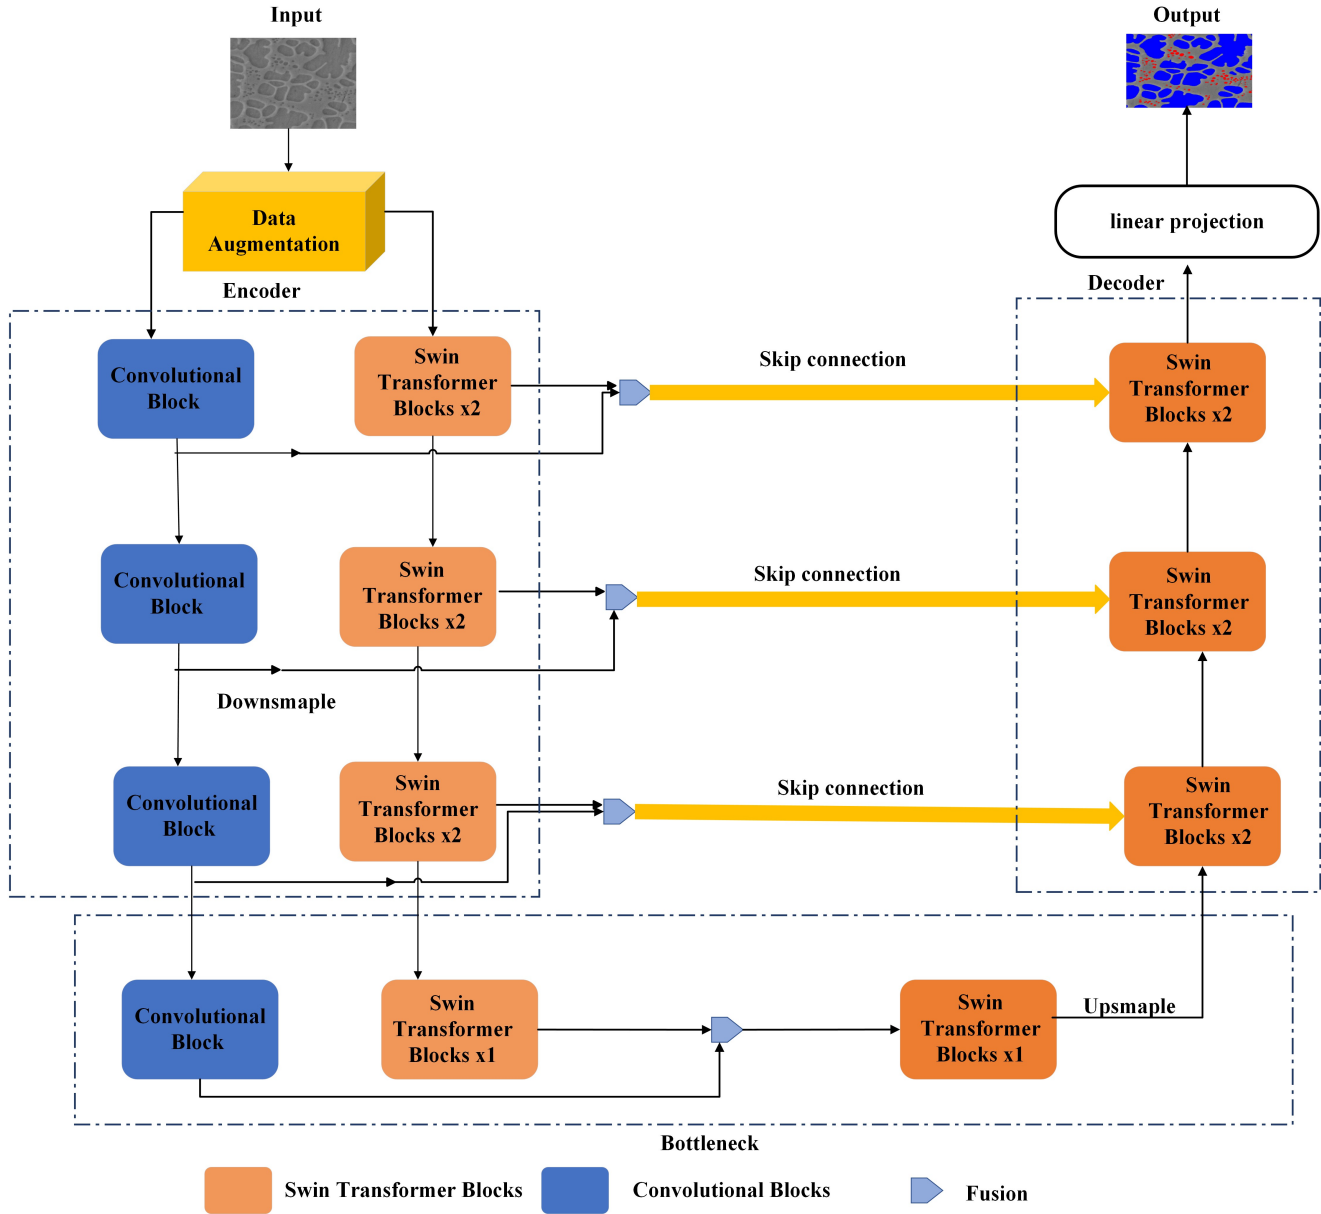 Input
Output
Data
Augmentation
linear projection
Encoder
Decoder
Convolutional
Block
Swin
Transformer
Blocks x2
Skip connection
Swin
Transformer
Blocks x2
Convolutional
Block
Swin
Transformer
Blocks x2
Skip connection
Swin
Transformer
Blocks x2
Downsmaple
Convolutional
Block
Swin
Transformer
Blocks x2
Skip connection
Swin
Transformer
Blocks x2
Convolutional
Block
Swin
Transformer
Blocks x1
Swin
Transformer
Blocks x1
Upsmaple
Bottleneck
Swin Transformer Blocks
Convolutional Blocks
Fusion